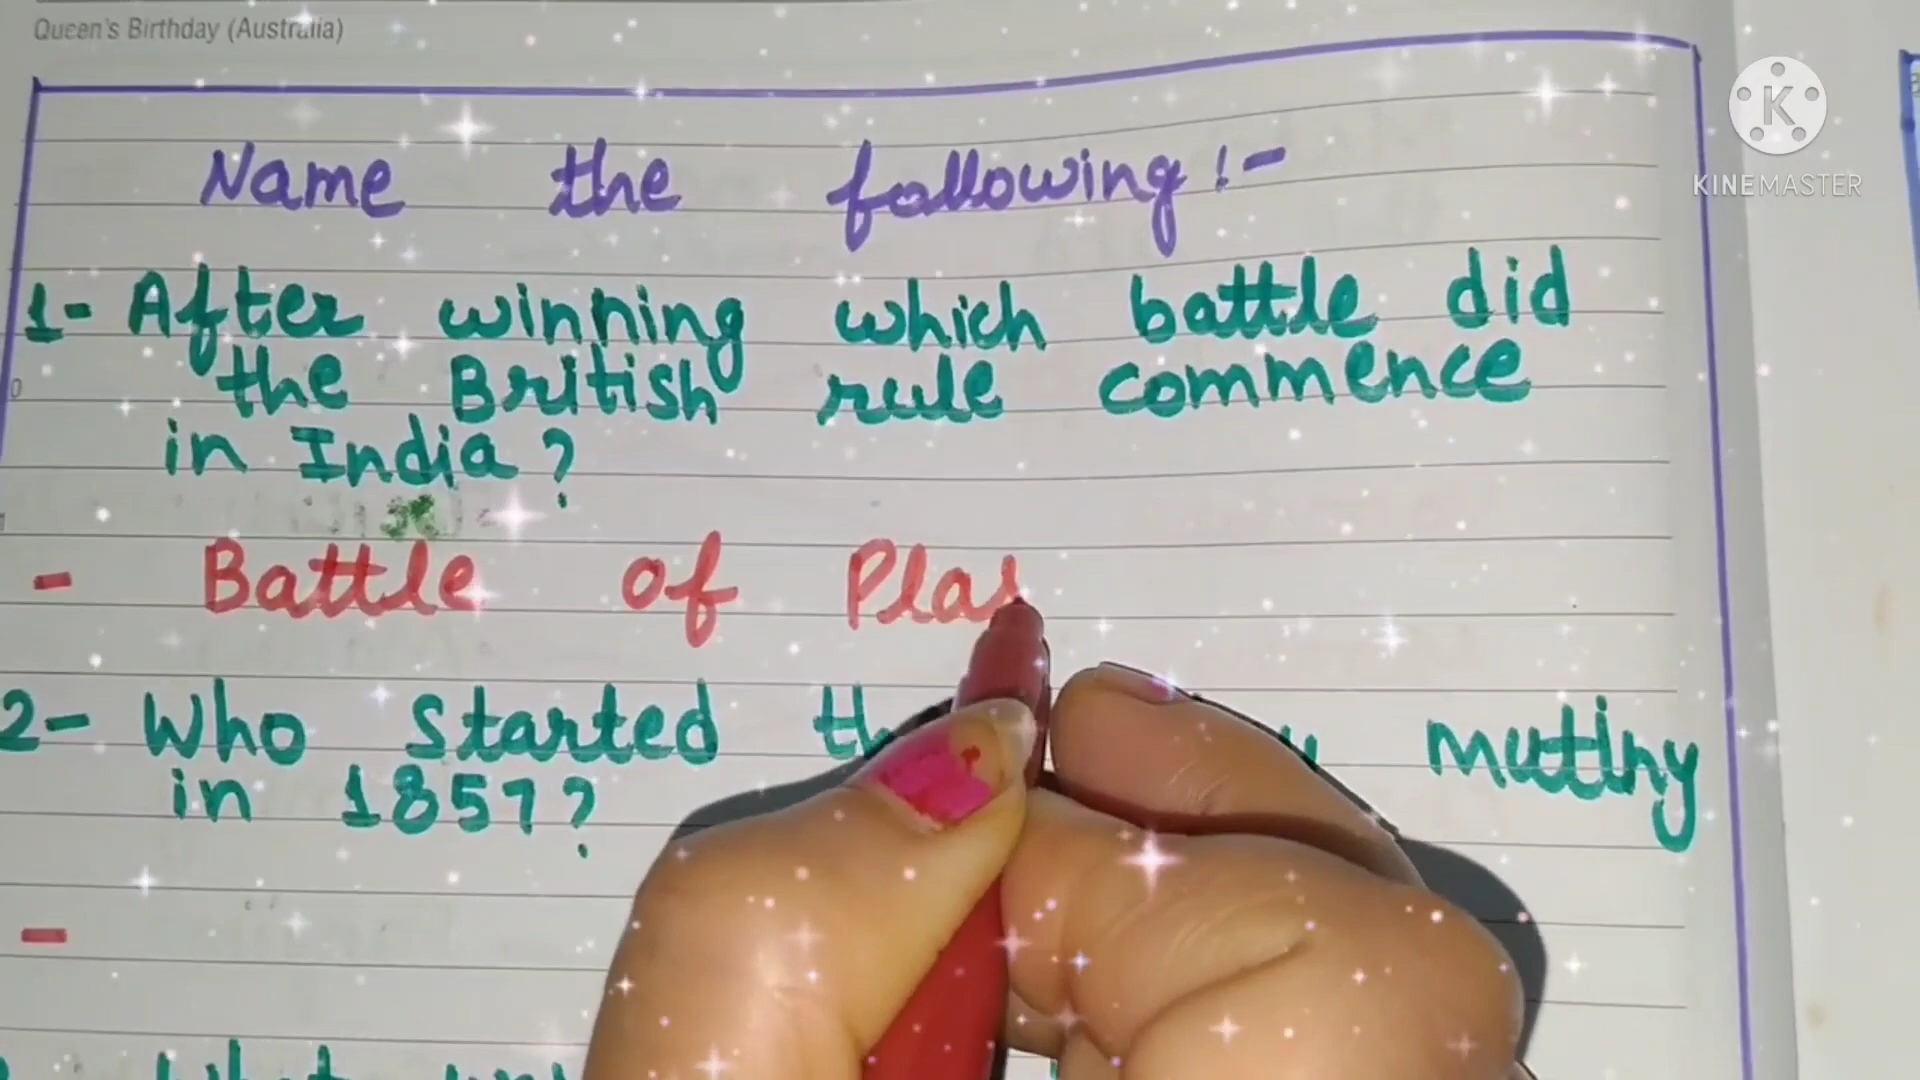 Queen's Birthday (Australia)
KINEMASTER
Name the following :-
1- After winning which battle did
the British rule commence
in India ?
- Battle of Plas
2- Who started mutiny
in 1857 ?
-
What